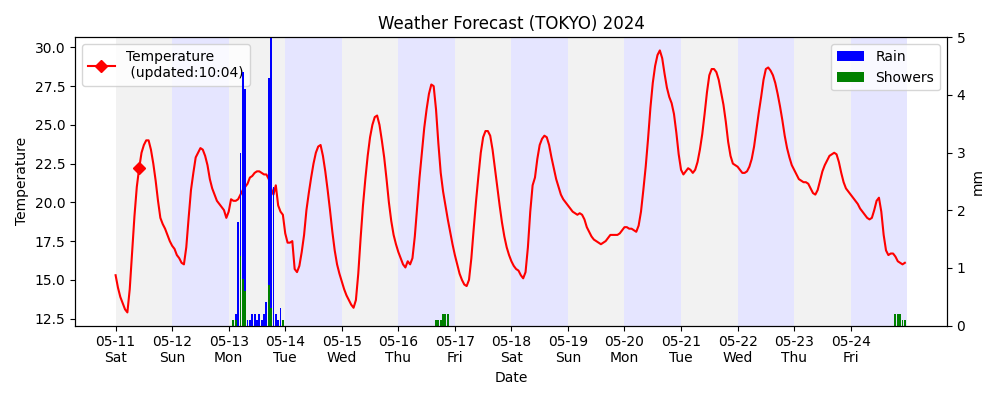 Weather Forecast (TOKYO) 2024
Temperature
(updated:10:04)
Rain
Showers
30.0
27.5
25.0
22.5
20.0
17.5
15.0
12.5
Temperature
5
4
3
2
1
0
mm
05-11 05-12 05-13 05-14 05-15 05-16 05-17 05-18 05-19 05-20 05-21 05-22 05-23 05-24
Sat Sun Mon Tue Wed Thu Fri Sat Sun Mon Tue Wed Thu Fri
Date